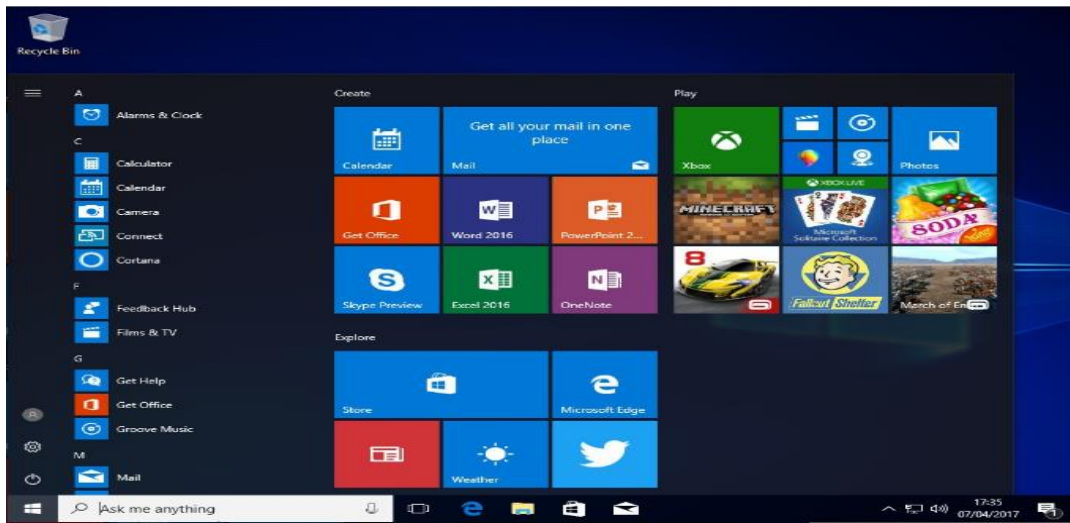 Recycle Bin
A
Alarms & Clock
C
Calculator
Calendar
Camera
Connect
Cortana
F
Feedback Hub
Films & TV
G
Get Help
Get Office
Groove Music
M
Mail
Create
Calendar
Get all your mail in one
place
Mail
Get Office
Word 2016
PowerPoint 2...
Skype Preview
Excel 2016
OneNote
Explore
Store
Microsoft Edge
Weather
Play
Xbox
Photos
MINECRAFT
XBOX LIVE
Microsoft
Solitaire Collection
SODA
8
Fallout Shelter
March of Em
Ask me anything
17:35
07/04/2017
1